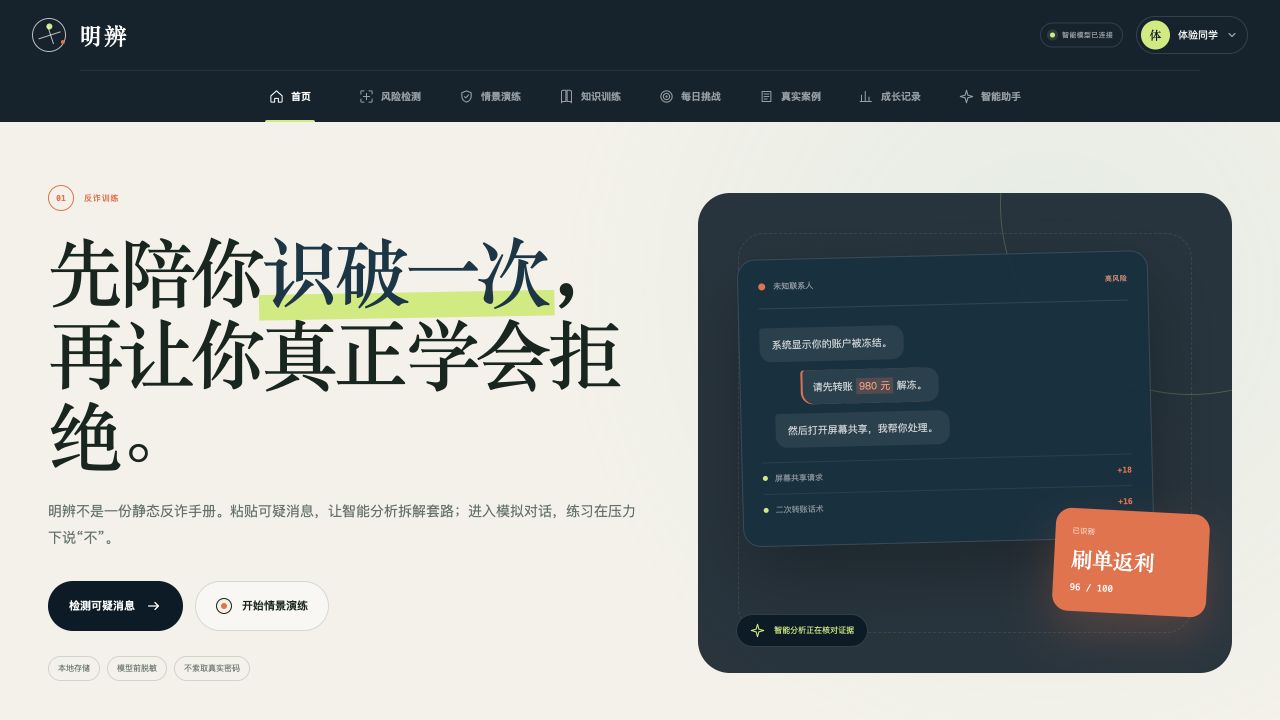 明辨
智能模型已连接
体 体验同学
首页 风险检测 情景演练 知识训练 每日挑战 真实案例 成长记录 智能助手
01 反诈训练
先陪你识破一次，
再让你真正学会拒
绝。
明辨不是一份静态反诈手册。粘贴可疑消息，让智能分析拆解套路；进入模拟对话，练习在压力
下说“不”。
检测可疑消息
开始情景演练
本地存储 模型前脱敏 不索取真实密码
未知联系人 高风险
系统显示你的账户被冻结。
请先转账 980 元 解冻。
然后打开屏幕共享，我帮你处理。
屏幕共享请求 +18
二次转账话术 +16
已识别
刷单返利
96 / 100
智能分析正在核对证据